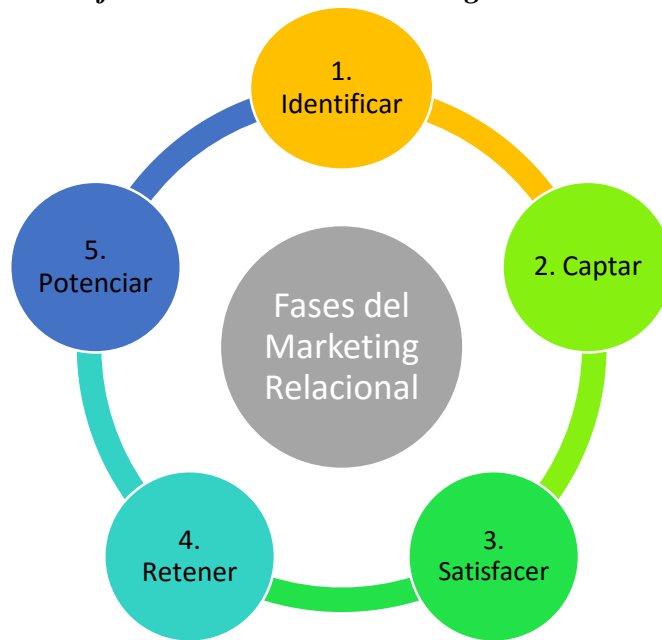 1.
Identificar
2. Captar
3.
Satisfacer
4.
Retener
5.
Potenciar
Fases del
Marketing
Relacional